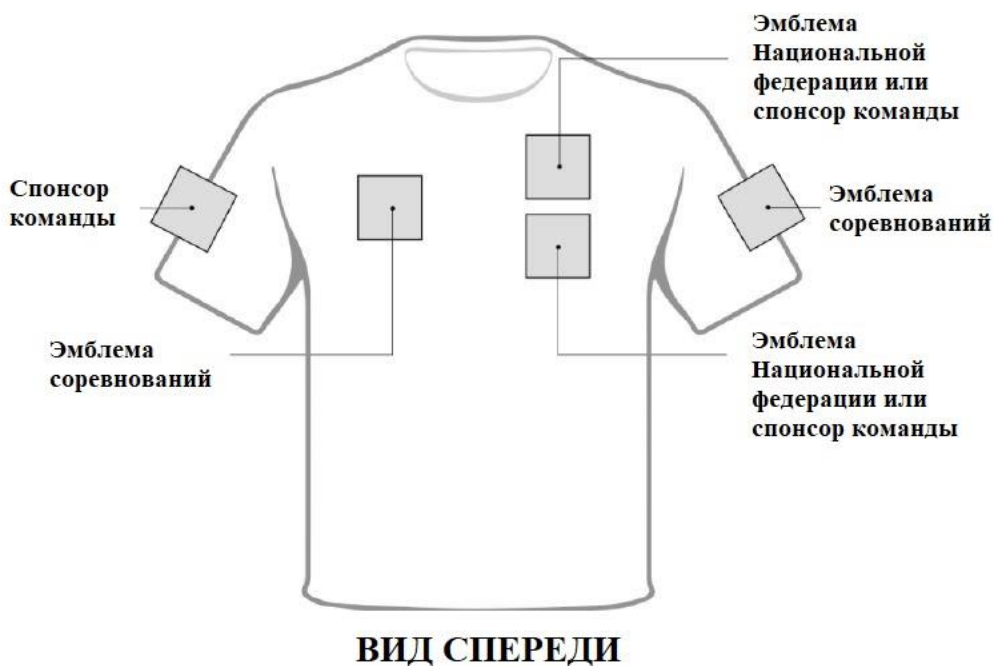 Эмблема
Национальной
федерации или
спонсор команды
Спонсор
команды
Эмблема
соревнований
Эмблема
соревнований
Эмблема
Национальной
федерации или
спонсор команды
ВИД СПЕРЕДИ